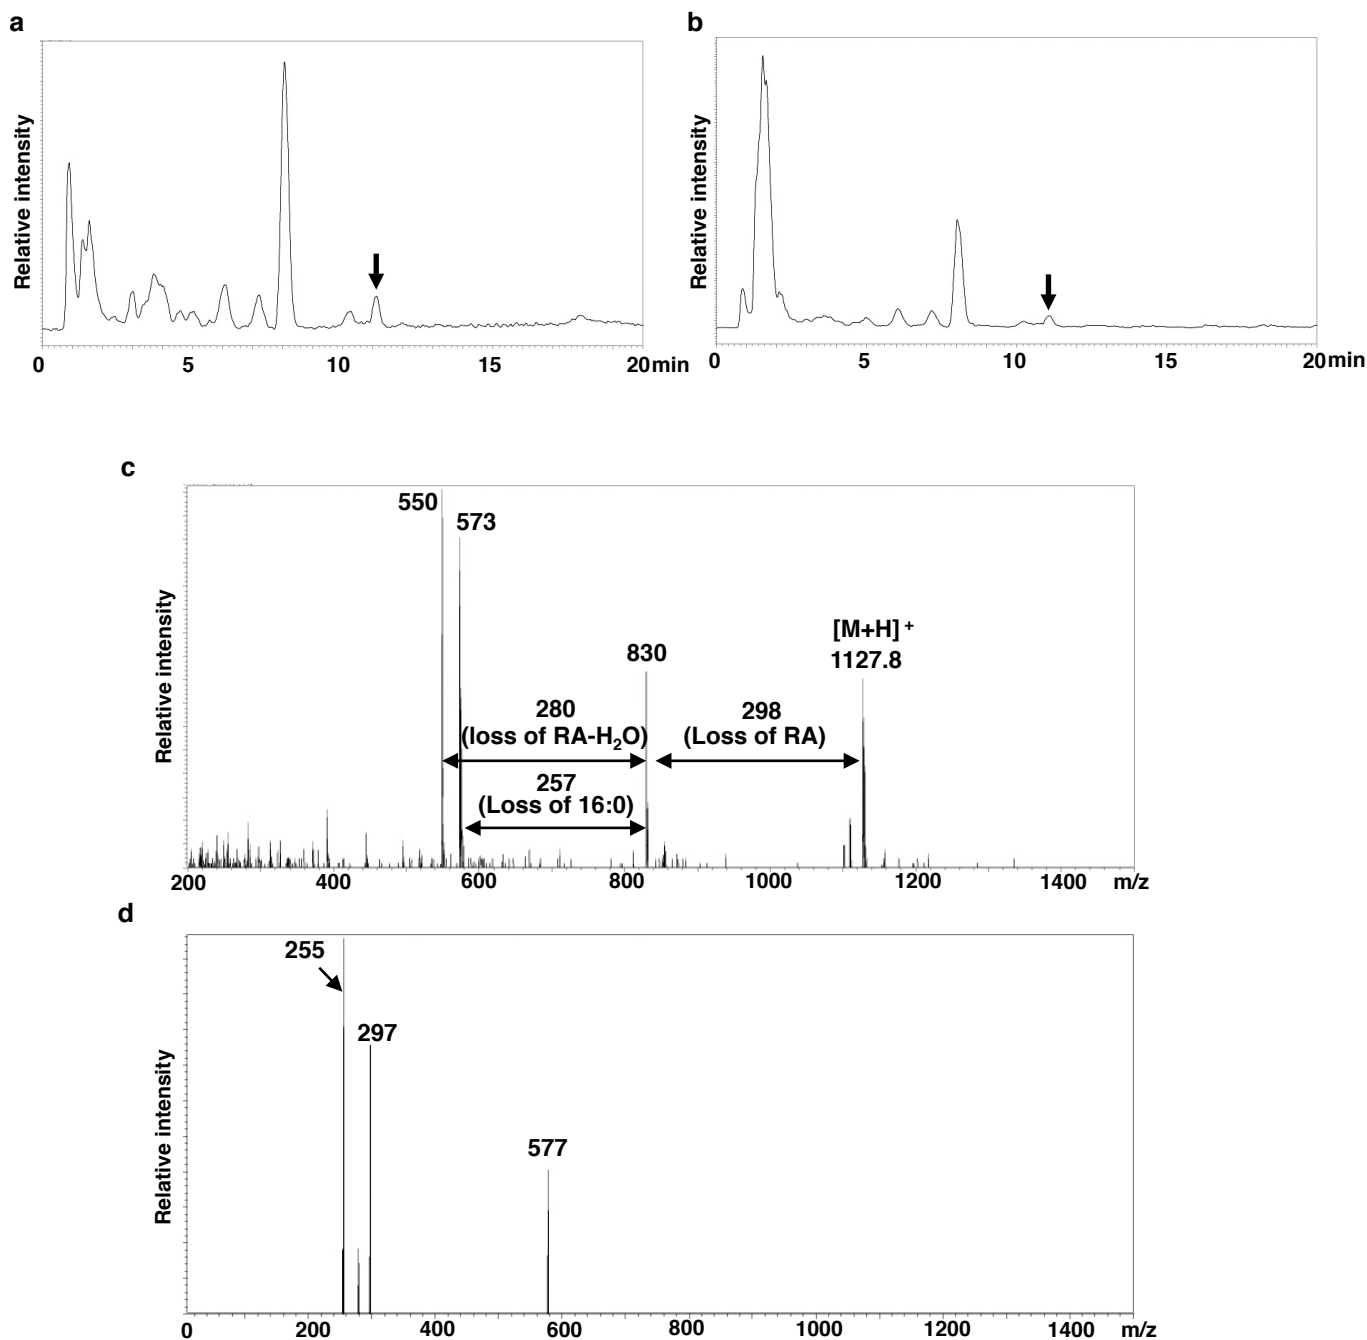 a
Relative intensity
0 5 10 15 20min
b
Relative intensity
0 5 10 15 20min
c
Relative intensity
550
573
830
[M+H]+
1127.8
280
(loss of RA-H₂O)
298
(Loss of RA)
257
(Loss of 16:0)
200 400 600 800 1000 1200 1400 m/z
d
Relative intensity
255
297
577
0 200 400 600 800 1000 1200 1400 m/z